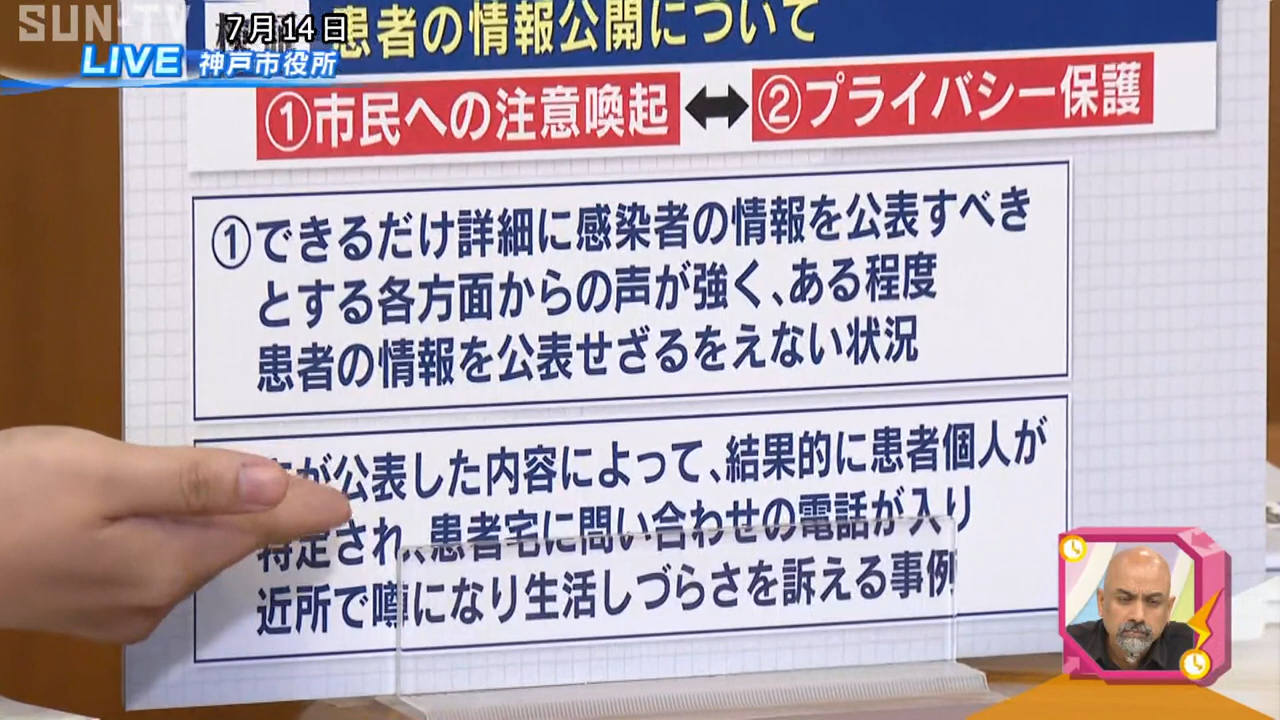 SUN-TV
7月14日
LIVE 神戸市役所
患者の情報公開について
①市民への注意喚起 ↔ ②プライバシー保護
①できるだけ詳細に感染者の情報を公表すべき
とする各方面からの声が強く、ある程度
患者の情報を公表せざるをえない状況
が公表した内容によって、結果的に患者個人が
特定され、患者宅に問い合わせの電話が入り
近所で噂になり生活しづらさを訴える事例